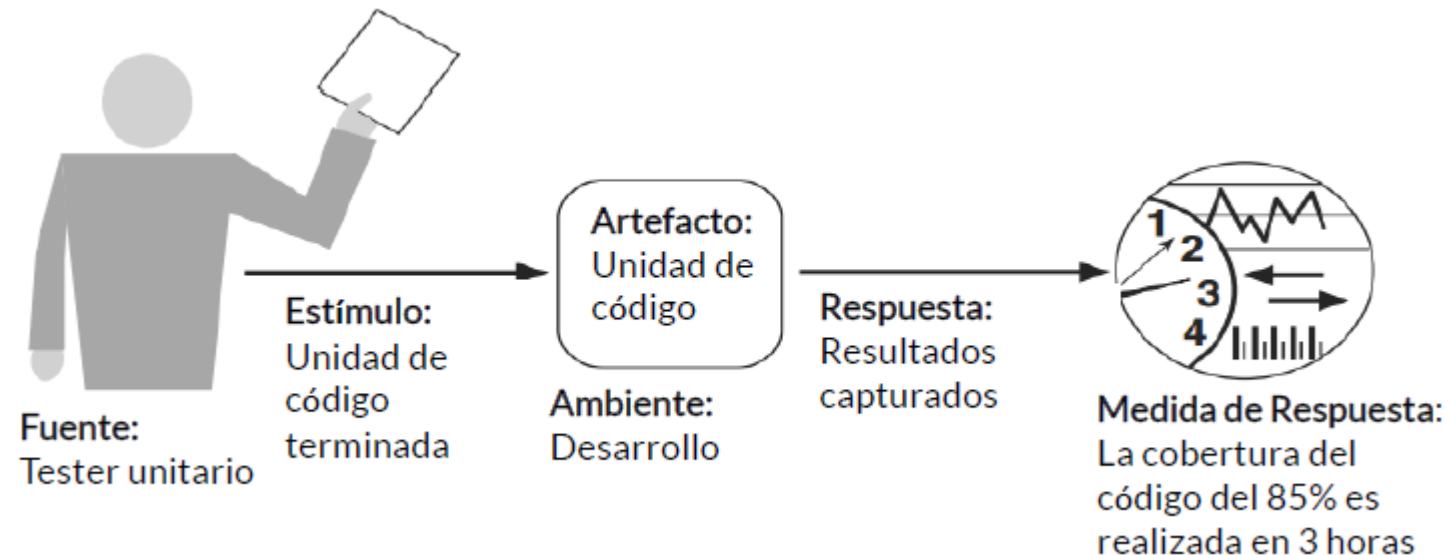 Fuente:
Tester unitario
Estímulo:
Unidad de
código
terminada
Artefacto:
Unidad de
código
Ambiente:
Desarrollo
Respuesta:
Resultados
capturados
1
2
3
4
Medida de Respuesta:
La cobertura del
código del 85% es
realizada en 3 horas